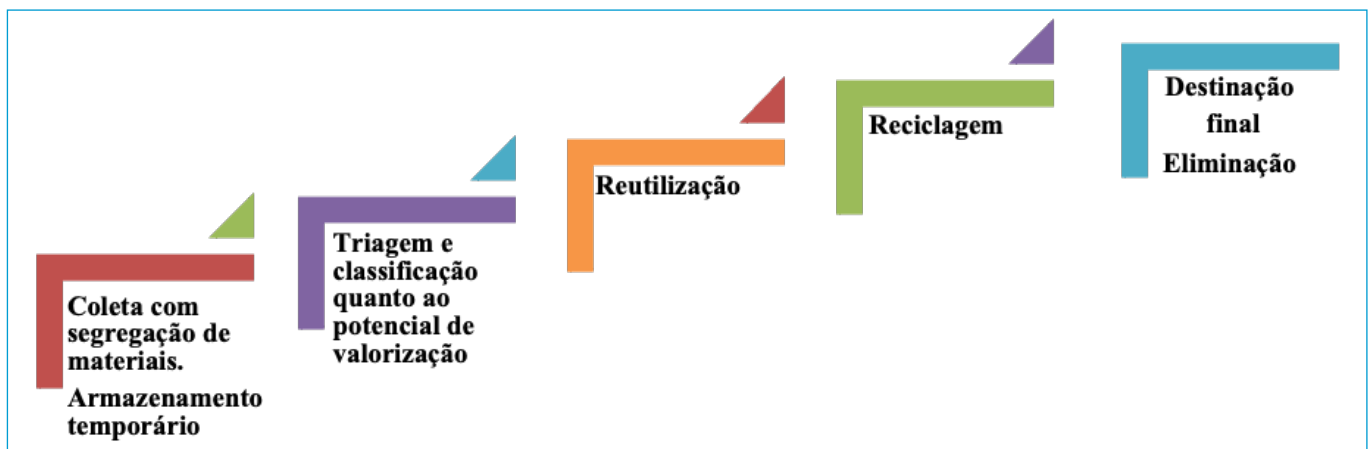 Coleta com
segregação de
materiais.
Armazenamento
temporário
Triagem e
classificação
quanto ao
potencial de
valorização
Reutilização
Reciclagem
Destinação
final
Eliminação